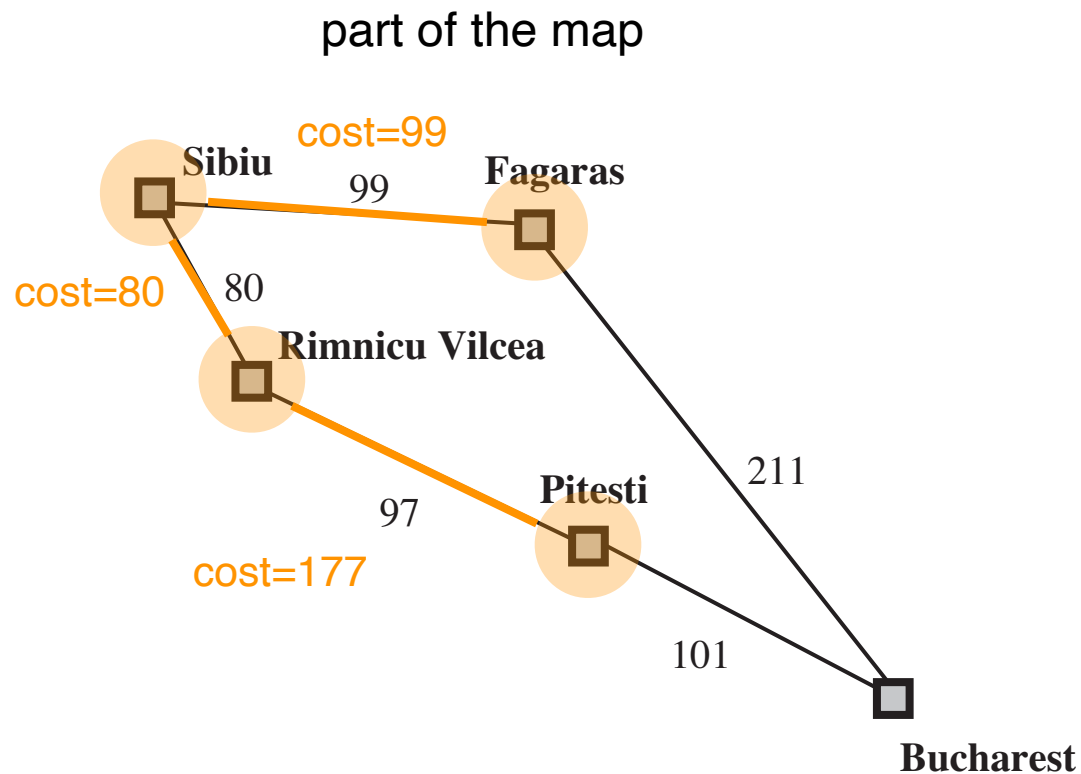 part of the map
cost=99
Sibiu
99
Fagaras
cost=80
80
Rimnicu Vilcea
97
Pitesti
211
cost=177
101
Bucharest